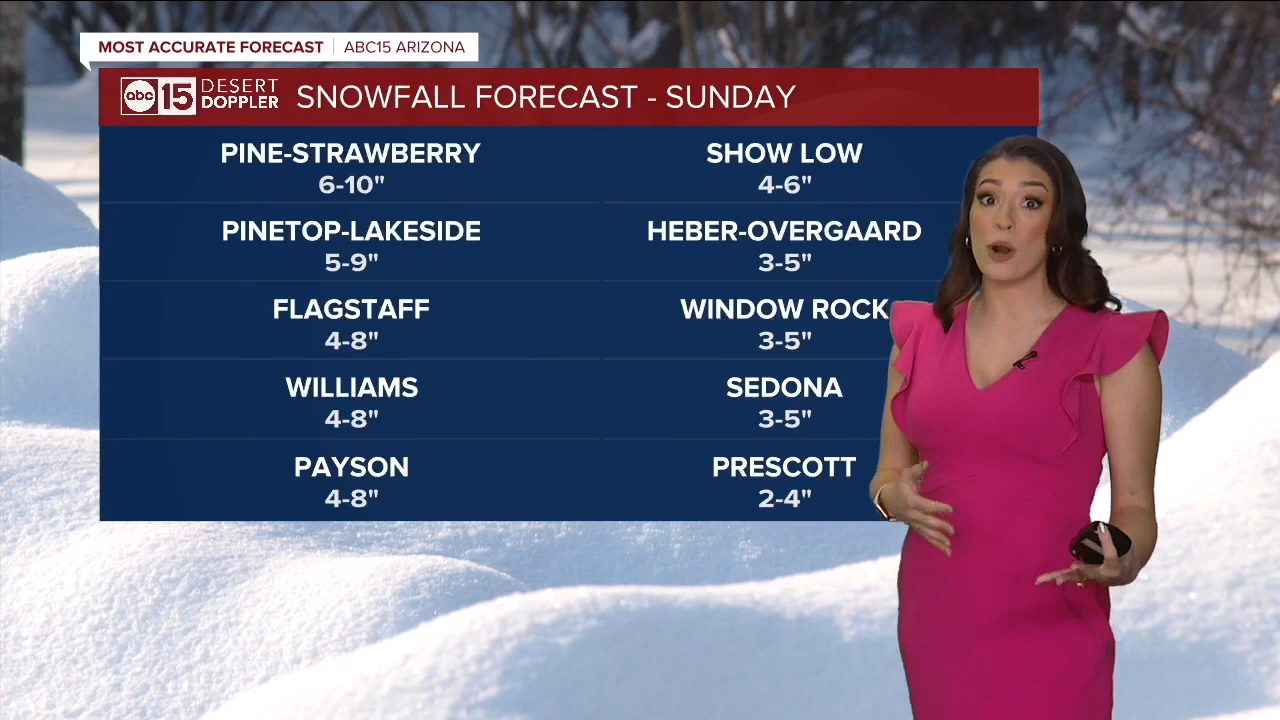 MOST ACCURATE FORECAST | ABC15 ARIZONA
abc 15 DESERT DOPPLER
SNOWFALL FORECAST - SUNDAY
PINE-STRAWBERRY
6-10"
PINETOP-LAKESIDE
5-9"
FLAGSTAFF
4-8"
WILLIAMS
4-8"
PAYSON
4-8"
SHOW LOW
4-6"
HEBER-OVERGAARD
3-5"
WINDOW ROCK
3-5"
SEDONA
3-5"
PRESCOTT
2-4"